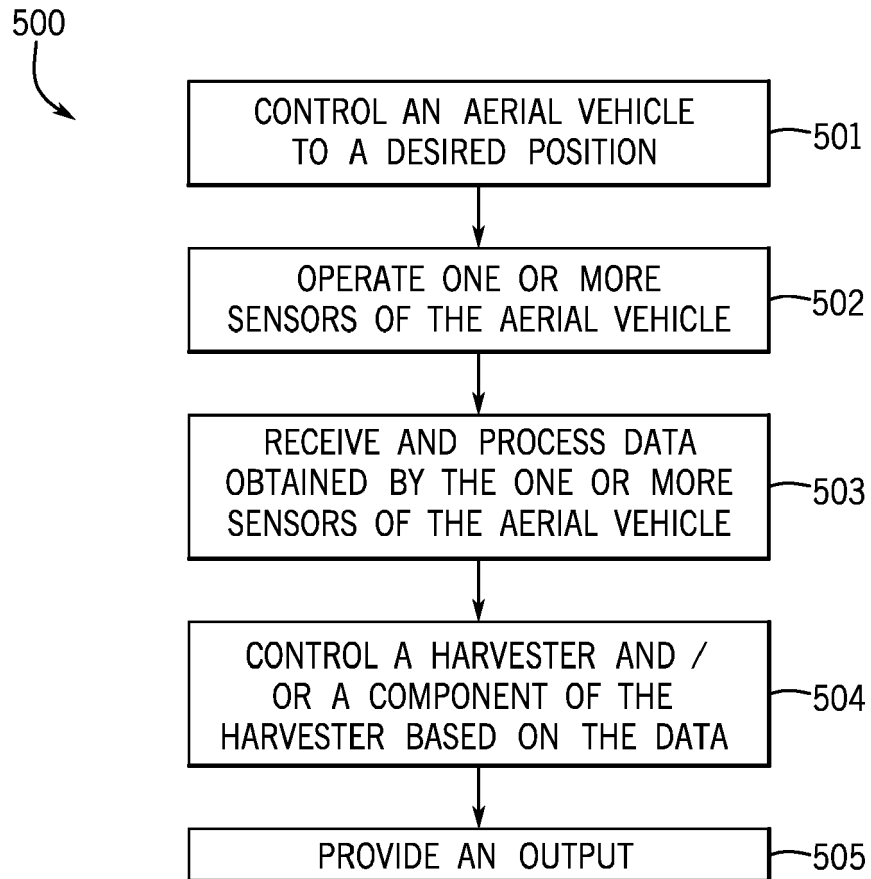 500
CONTROL AN AERIAL VEHICLE
TO A DESIRED POSITION
501
OPERATE ONE OR MORE
SENSORS OF THE AERIAL VEHICLE
502
RECEIVE AND PROCESS DATA
OBTAINED BY THE ONE OR MORE
SENSORS OF THE AERIAL VEHICLE
503
CONTROL A HARVESTER AND /
OR A COMPONENT OF THE
HARVESTER BASED ON THE DATA
504
PROVIDE AN OUTPUT
505